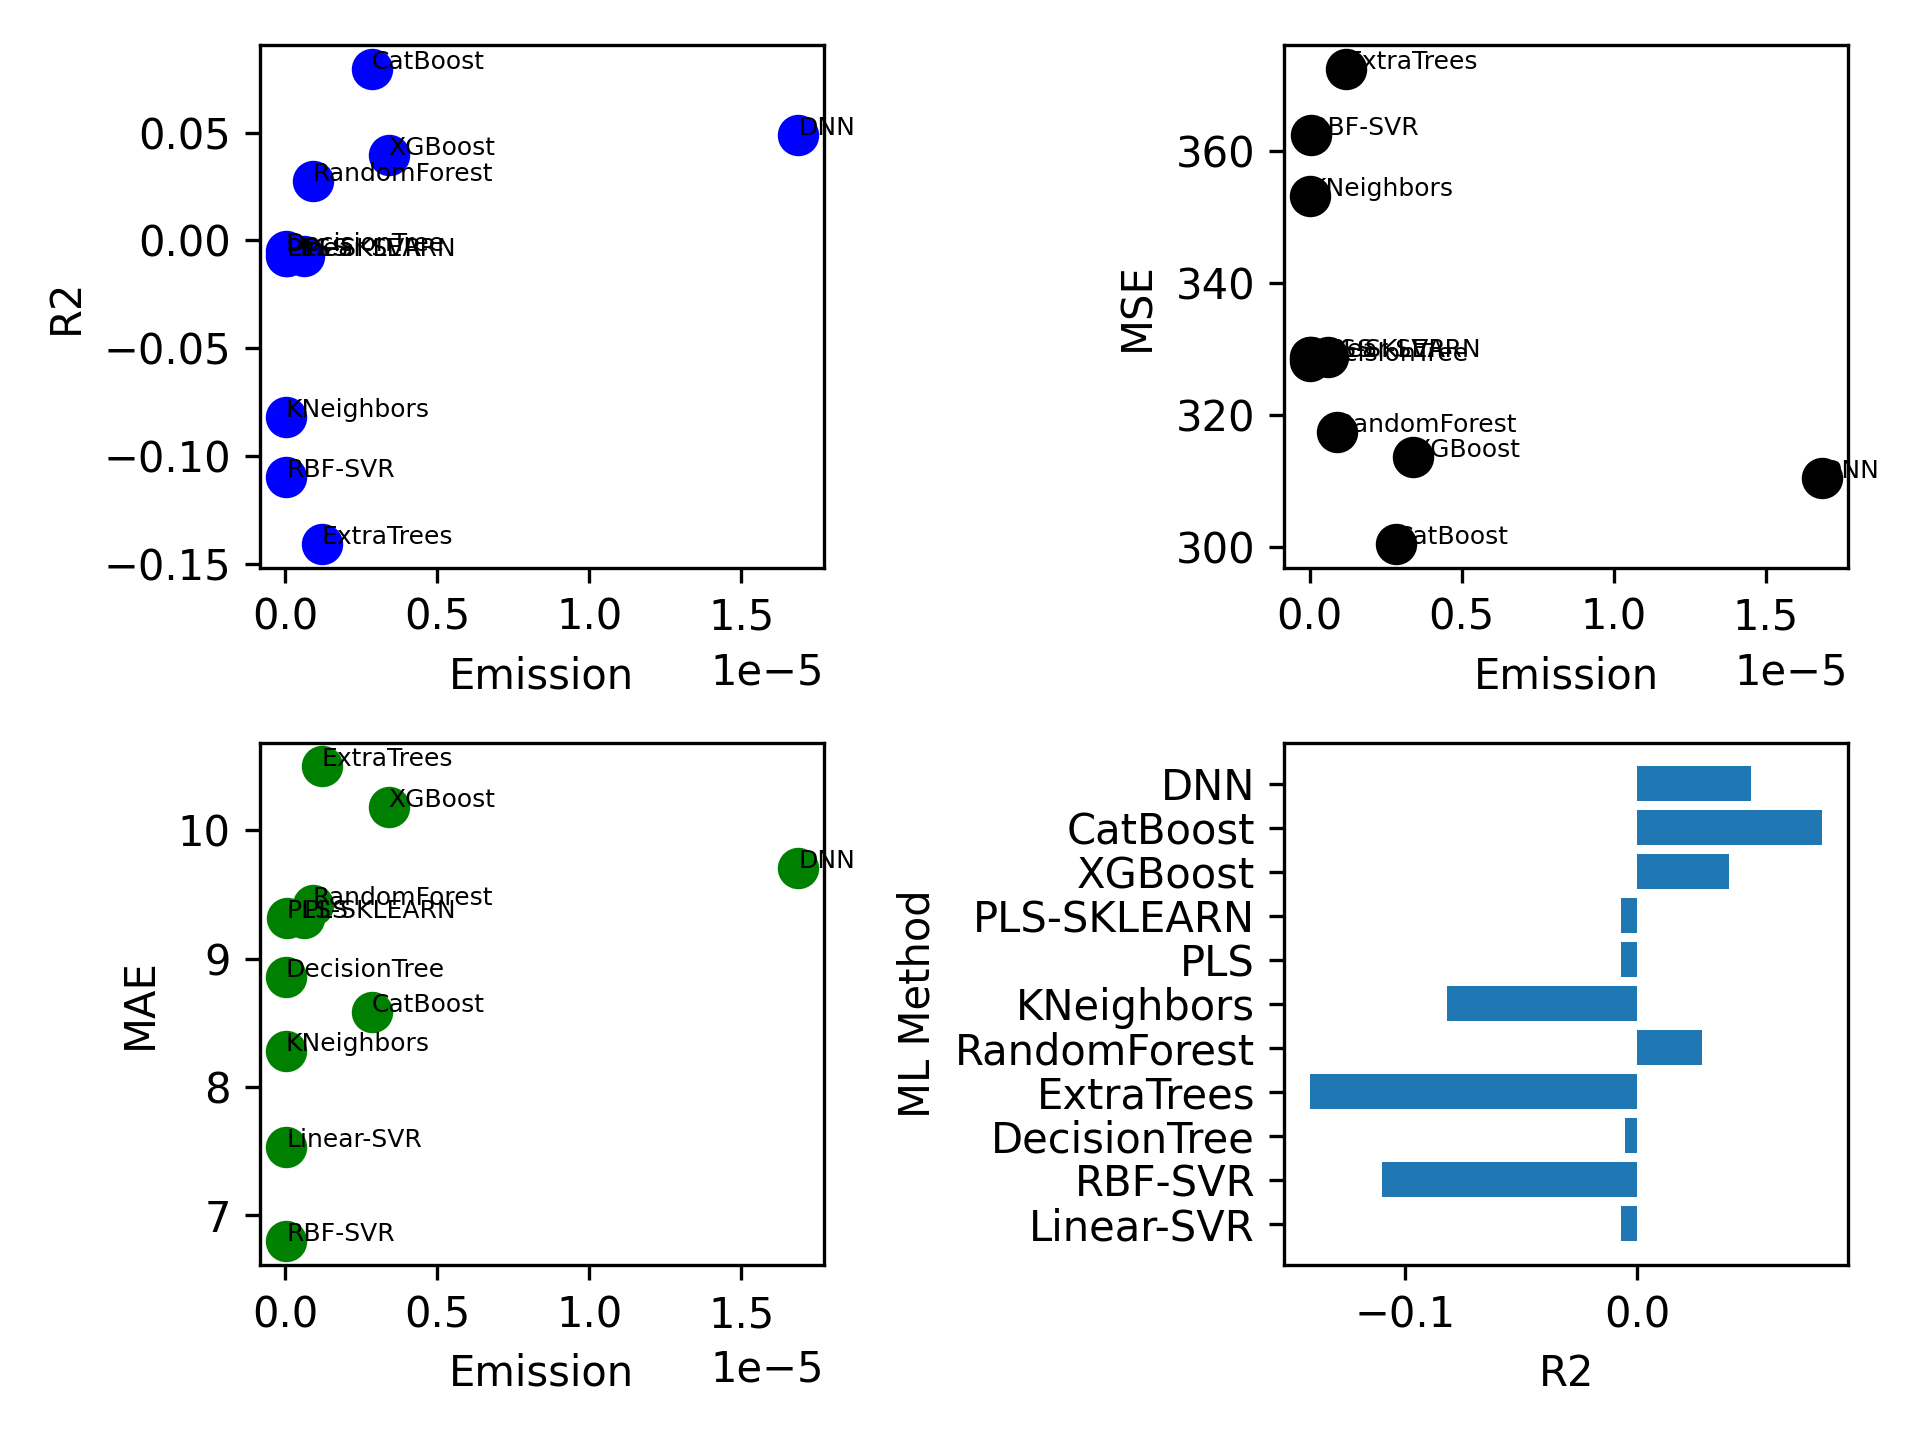 CatBoost
DNN
XGBoost
RandomForest
KNeighbors
RBF-SVR
ExtraTrees
0.05
0.00
−0.05
−0.10
−0.15
R2
0.0 0.5 1.0 1.5
Emission
1e−5
ExtraTrees
RBF-SVR
KNeighbors
RandomForest
XGBoost
DNN
CatBoost
360
340
320
300
MSE
0.0 0.5 1.0 1.5
Emission
1e−5
ExtraTrees
XGBoost
DNN
RandomForest
PLS
PLS-SKLEARN
DecisionTree
CatBoost
KNeighbors
Linear-SVR
RBF-SVR
10
9
8
7
MAE
0.0 0.5 1.0 1.5
Emission
1e−5
DNN
CatBoost
XGBoost
PLS-SKLEARN
PLS
KNeighbors
RandomForest
ExtraTrees
DecisionTree
RBF-SVR
Linear-SVR
ML Method
−0.1 0.0
R2